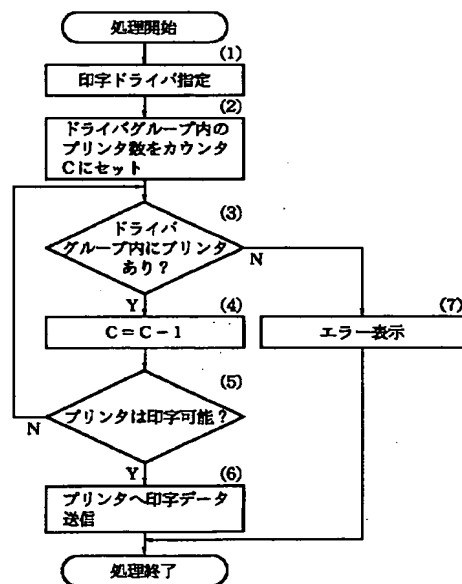 処理開始
(1)
印字ドライバ指定
(2)
ドライバグループ内の
プリンタ数をカウンタ
Cにセット
(3)
ドライバ
グループ内にプリンタ
あり?
N
Y
(4)
C=C-1
(7)
エラー表示
(5)
プリンタは印字可能?
N
Y
(6)
プリンタへ印字データ
送信
処理終了